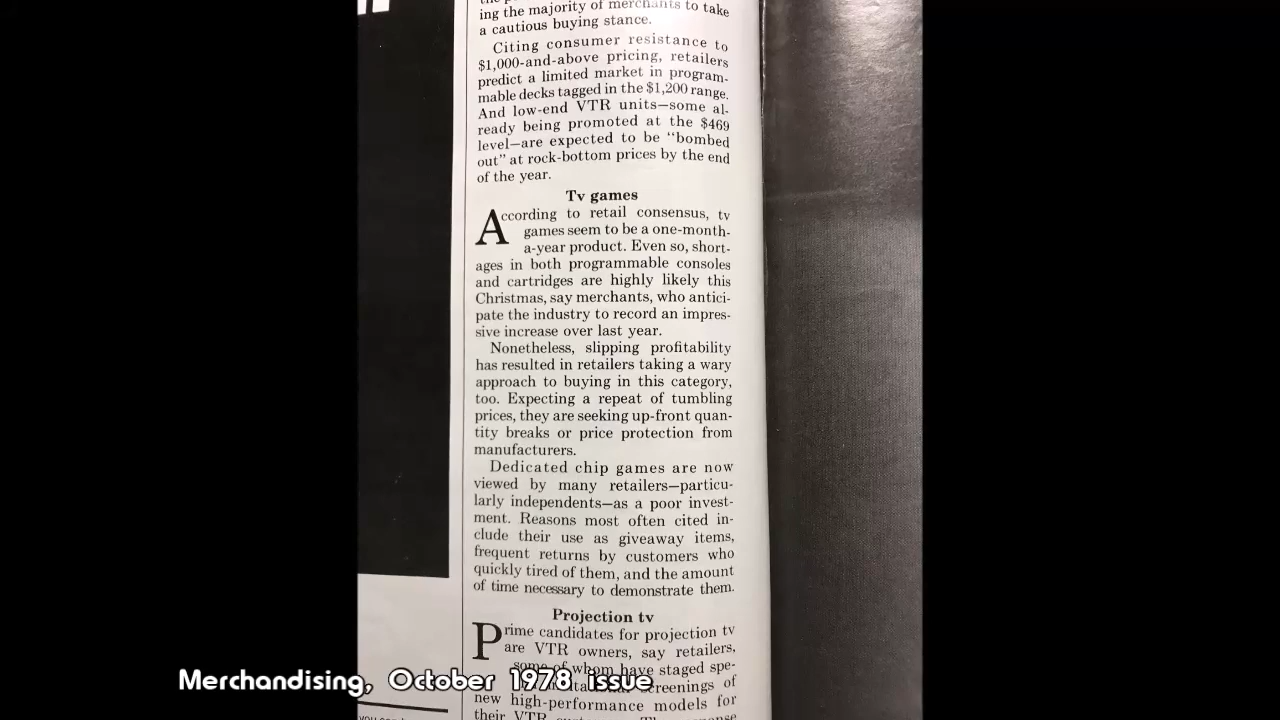 ing the majority of merchants to take
a cautious buying stance.
Citing consumer resistance to
$1,000-and-above pricing, retailers
predict a limited market in program-
mable decks tagged in the $1,200 range.
And low-end VTR units—some al-
ready being promoted at the $469
level—are expected to be "bombed
out" at rock-bottom prices by the end
of the year.
Tv games
According to retail consensus, tv
games seem to be a one-month-
a-year product. Even so, short-
ages in both programmable consoles
and cartridges are highly likely this
Christmas, say merchants, who antici-
pate the industry to record an impres-
sive increase over last year.
Nonetheless, slipping profitability
has resulted in retailers taking a wary
approach to buying in this category,
too. Expecting a repeat of tumbling
prices, they are seeking up-front quan-
tity breaks or price protection from
manufacturers.
Dedicated chip games are now
viewed by many retailers—particu-
larly independents—as a poor invest-
ment. Reasons most often cited in-
clude their use as giveaway items,
frequent returns by customers who
quickly tired of them, and the amount
of time necessary to demonstrate them.
Projection tv
Prime candidates for projection tv
are VTR owners, say retailers,
some of whom have staged spe-
screenings of
new high-performance models for
their VTR
Merchandising, October 1978 issue